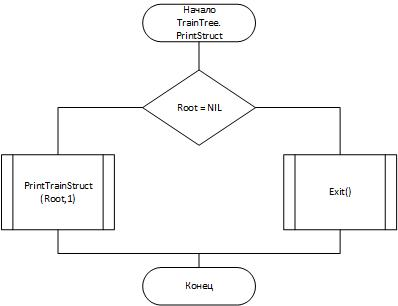 Начало
TrainTree.
PrintStruct
Root = NIL
PrintTrainStruct
(Root,1)
Exit()
Конец